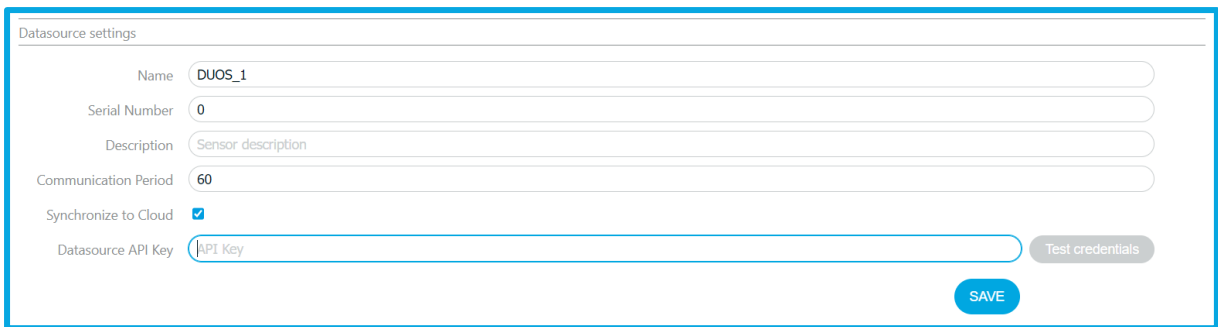 Datasource settings
Name DUOS_1
Serial Number 0
Description Sensor description
Communication Period 60
Synchronize to Cloud
Datasource API Key API Key Test credentials
SAVE